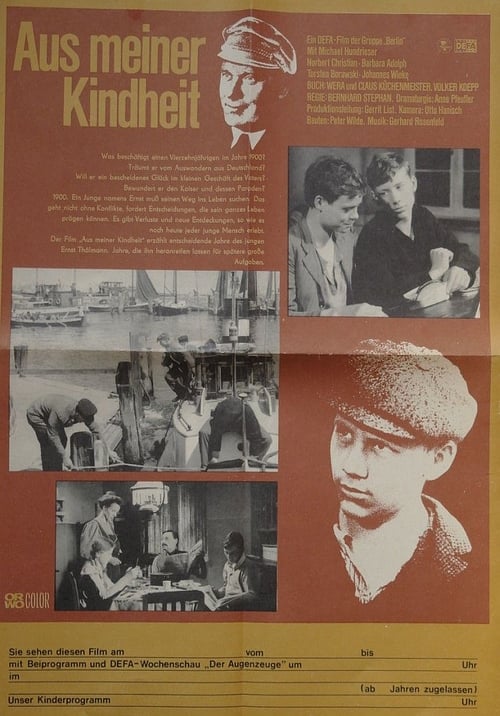 Aus meiner
Kindheit
Ein DEFA-Film der Gruppe „Berlin“
Mit Michael Hundrieser
Norbert Christian · Barbara Adolph
Torsten Borawski · Johannes Wieke
BUCH: WERA und CLAUS KÜCHENMEISTER, VOLKER KOEPP
REGIE: BERNHARD STEPHAN. Dramaturgie: Anne Pfeuffer
Produktionsleitung: Gerrit List. Kamera: Otto Hanisch
Bauten: Peter Wilde. Musik: Gerhard Rosenfeld
DEFA
Was beschäftigt einen Vierzehnjährigen im Jahre 1900?
Träumt er vom Auswandern aus Deutschland?
Will er ein bescheidener Glück im kleinen Geschäft des Vaters?
Bewundert er den Kaiser und dessen Paraden?
1900. Ein Junge namens Ernst muß seinen Weg ins Leben suchen. Das
geht nicht ohne Konflikte, fordert Entscheidungen, die sein ganzes Leben
prägen können. Es gibt Verluste und neue Entdeckungen, so wie es
noch heute jeder junge Mensch erlebt.
Der Film „Aus meiner Kindheit“ erzählt entscheidende Jahre des jungen
Ernst Thälmann. Jahre, die ihn heranreifen lassen für spätere große
Aufgaben.
ORWO COLOR
Sie sehen diesen Film am vom bis
mit Beiprogramm und DEFA-Wochenschau „Der Augenzeuge“ um Uhr
im
(ab Jahren zugelassen)
Unser Kinderprogramm Uhr